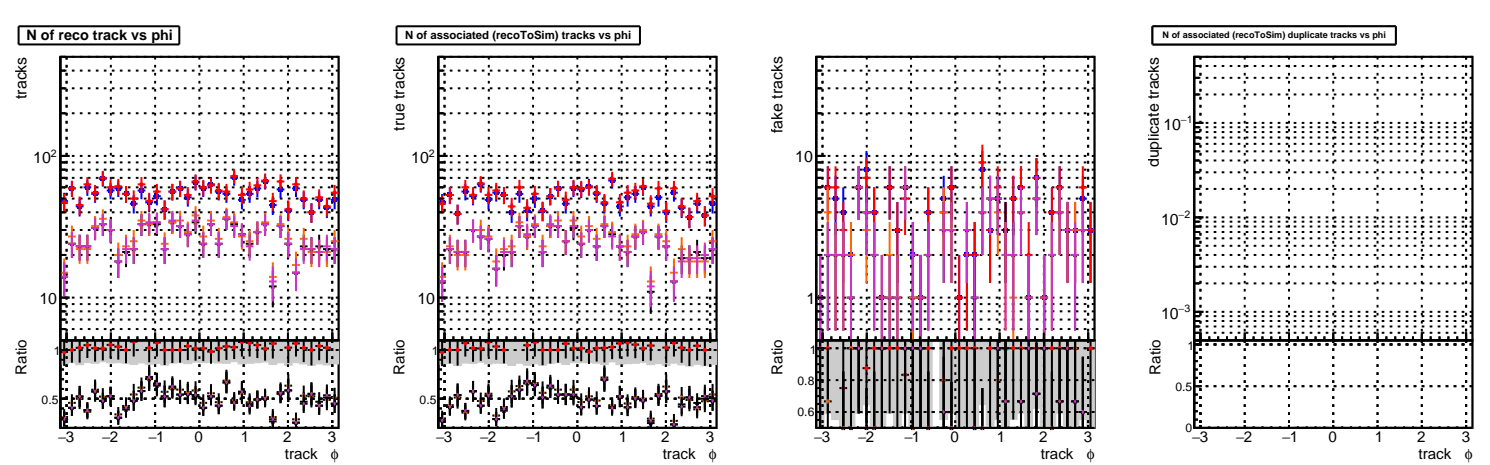 N of reco track vs phi
tracks
10²
10
Ratio
1
0.5
−3 −2 −1 0 1 2 3
track ϕ
N of associated (recoToSim) tracks vs phi
true tracks
10²
10
Ratio
1
0.5
−3 −2 −1 0 1 2 3
track ϕ
fake tracks
10
1
Ratio
1
0.8
0.6
−3 −2 −1 0 1 2 3
track ϕ
N of associated (recoToSim) duplicate tracks vs phi
duplicate tracks
10⁻¹
10⁻²
10⁻³
Ratio
1
0.5
0
−3 −2 −1 0 1 2 3
track ϕ